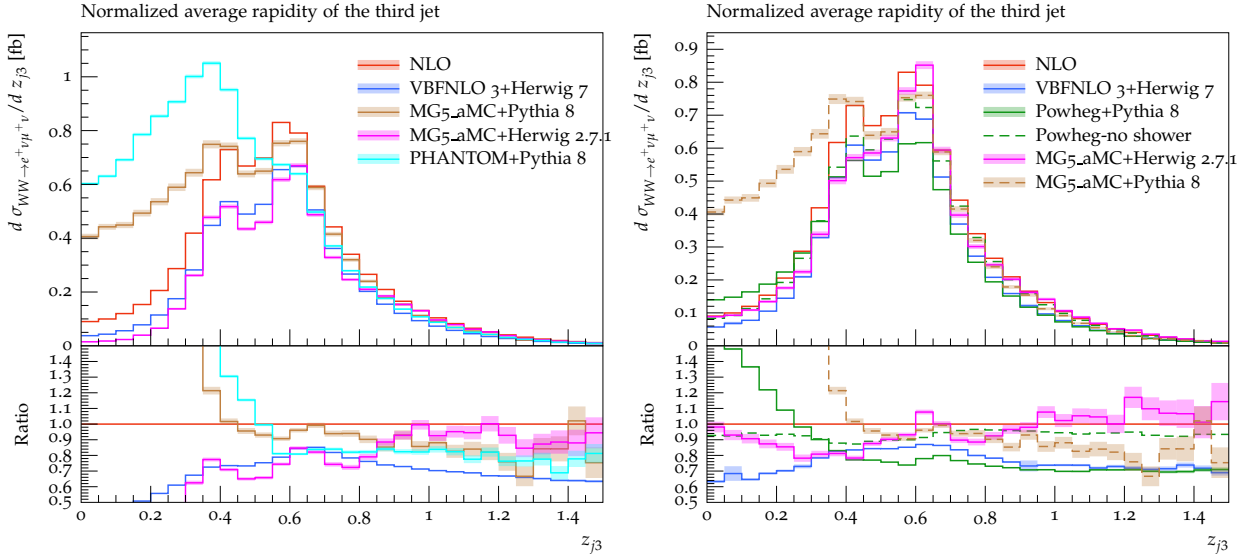 Normalized average rapidity of the third jet
d σ_{WW→e⁺νμ⁺ν}/d z_{j3} [fb]
NLO
VBFNLO 3+Herwig 7
MG5_aMC+Pythia 8
MG5_aMC+Herwig 2.7.1
PHANTOM+Pythia 8
1
0.8
0.6
0.4
0.2
0
Ratio
1.4
1.3
1.2
1.1
1.0
0.9
0.8
0.7
0.6
0.5
0 0.2 0.4 0.6 0.8 1 1.2 1.4
z_{j3}
Normalized average rapidity of the third jet
d σ_{WW→e⁺νμ⁺ν}/d z_{j3} [fb]
NLO
VBFNLO 3+Herwig 7
Powheg+Pythia 8
Powheg-no shower
MG5_aMC+Herwig 2.7.1
MG5_aMC+Pythia 8
0.9
0.8
0.7
0.6
0.5
0.4
0.3
0.2
0.1
0
Ratio
1.4
1.3
1.2
1.1
1.0
0.9
0.8
0.7
0.6
0.5
0 0.2 0.4 0.6 0.8 1 1.2 1.4
z_{j3}